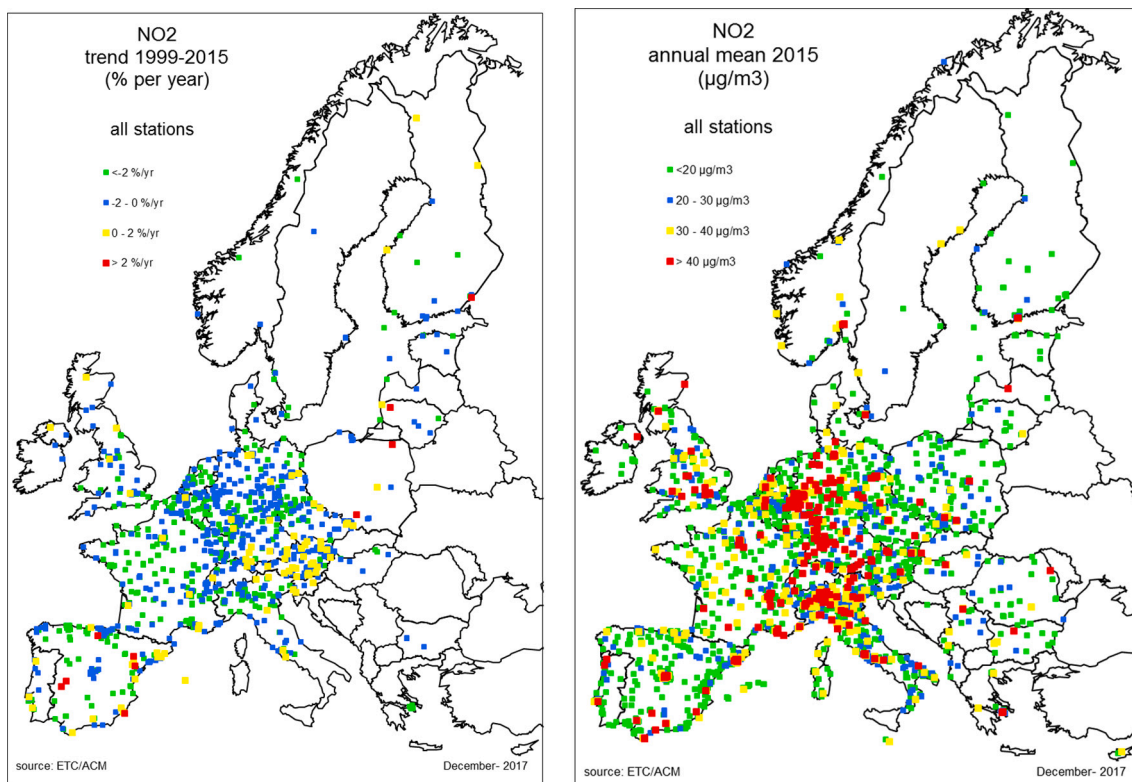 NO2
trend 1999-2015
(% per year)
all stations
<-2 %/yr
-2 - 0 %/yr
0 - 2 %/yr
> 2 %/yr
source: ETC/ACM
December- 2017
NO2
annual mean 2015
(µg/m3)
all stations
<20 µg/m3
20 - 30 µg/m3
30 - 40 µg/m3
> 40 µg/m3
source: ETC/ACM
December- 2017